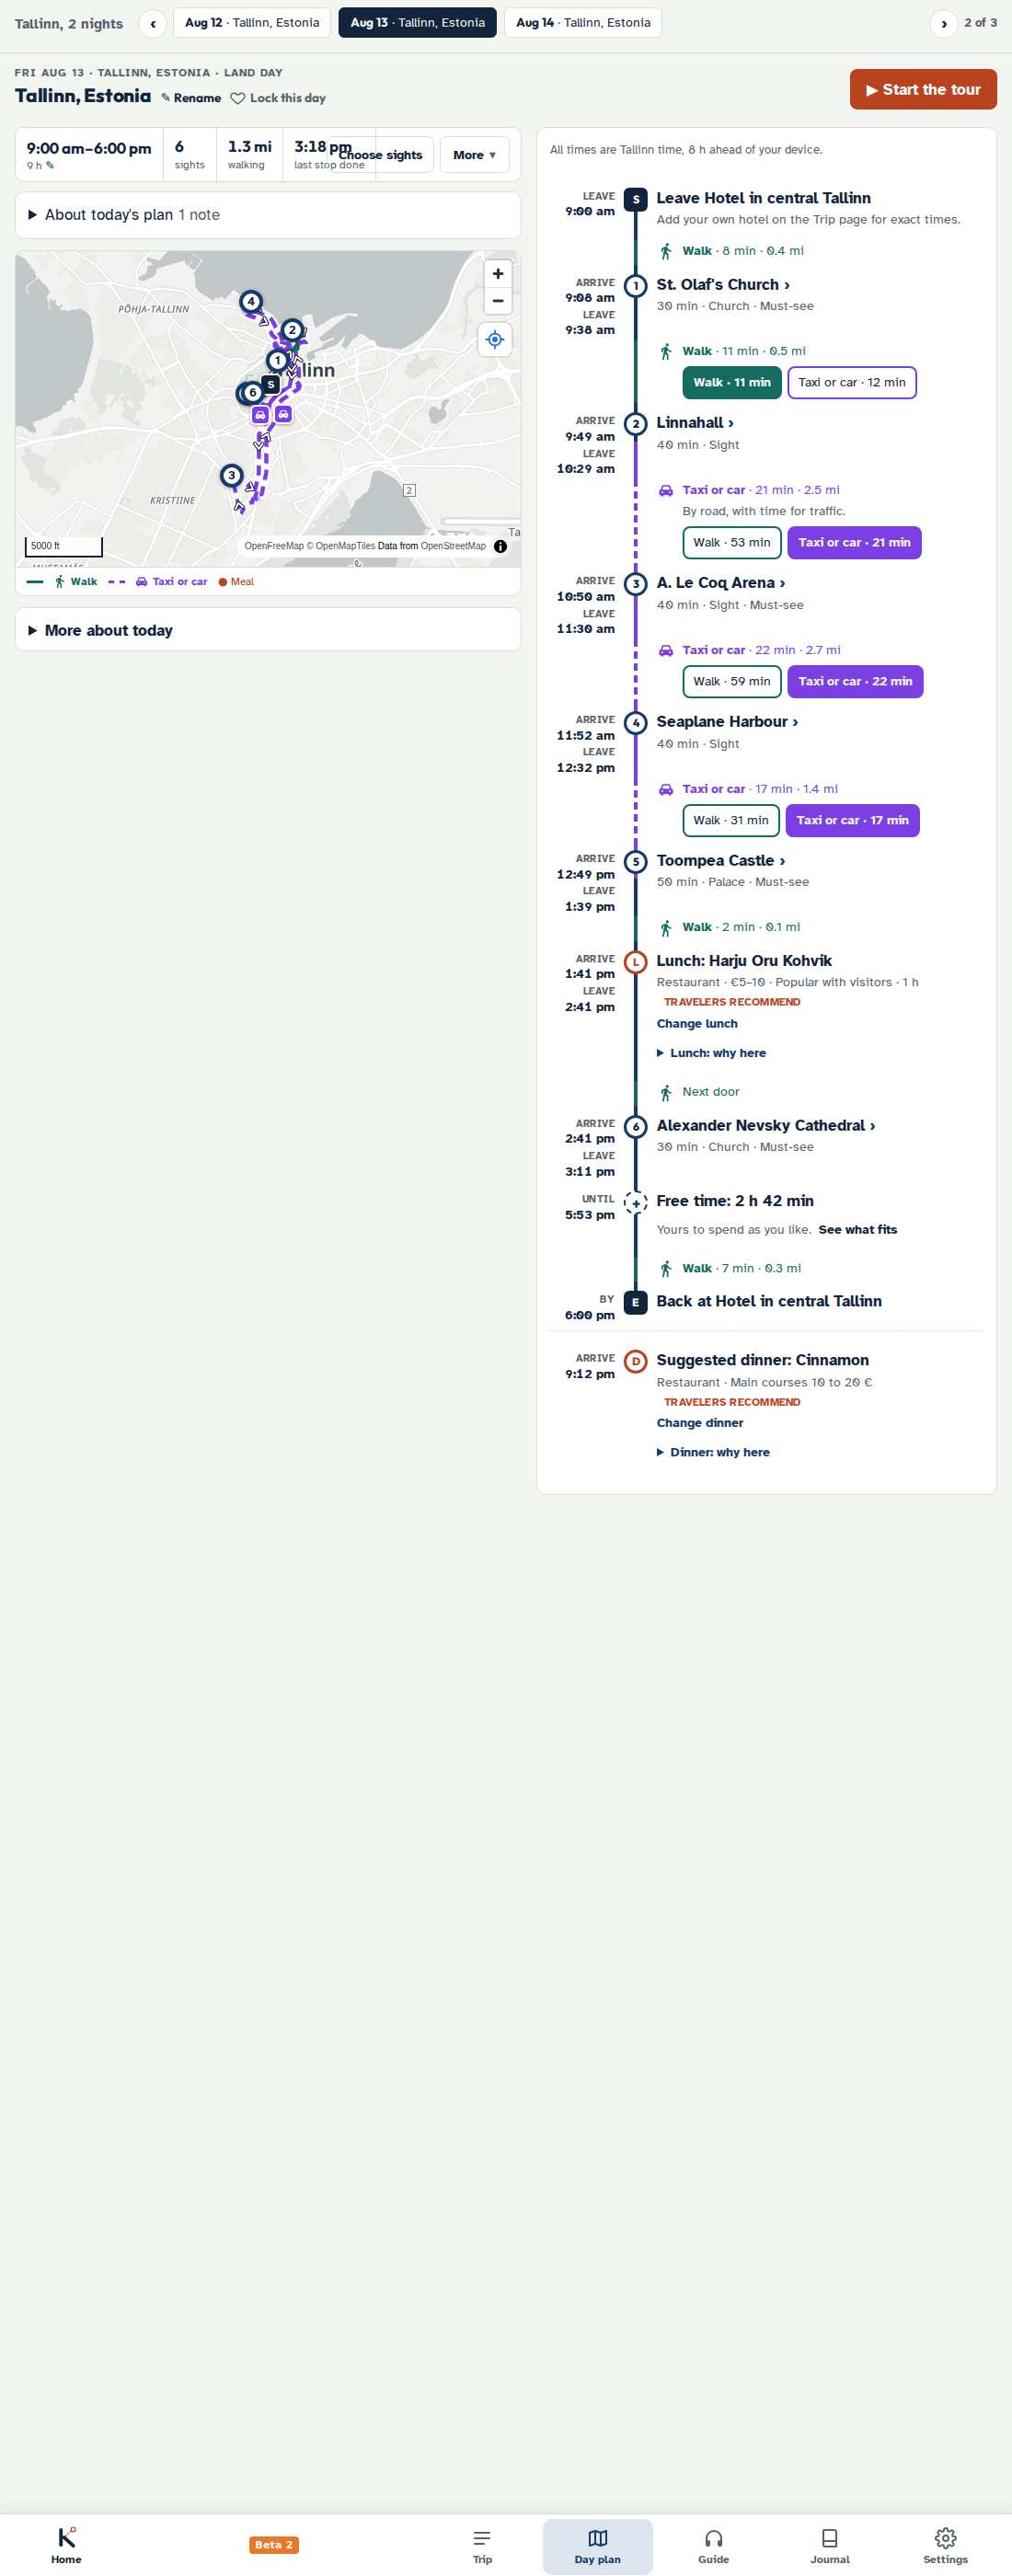 Tallinn, 2 nights
‹
Aug 12 · Tallinn, Estonia
Aug 13 · Tallinn, Estonia
Aug 14 · Tallinn, Estonia
›
2 of 3
FRI AUG 13 · TALLINN, ESTONIA · LAND DAY
Tallinn, Estonia
✎ Rename
Lock this day
▶ Start the tour
9:00 am–6:00 pm
9 h ✎
6
sights
1.3 mi
walking
3:18 pm
last stop done
Choose sights
More ▾
▶ About today's plan 1 note
PÕHJA-TALLINN
4
2
1
S
6
linn
3
KRISTIINE
2
Ta
+
−
5000 ft
OpenFreeMap © OpenMapTiles Data from OpenStreetMap
Walk
Taxi or car
Meal
▶ More about today
All times are Tallinn time, 8 h ahead of your device.
LEAVE
9:00 am
S
Leave Hotel in central Tallinn
Add your own hotel on the Trip page for exact times.
Walk · 8 min · 0.4 mi
ARRIVE
9:08 am
LEAVE
9:38 am
1
St. Olaf's Church ›
30 min · Church · Must-see
Walk · 11 min · 0.5 mi
Walk · 11 min
Taxi or car · 12 min
ARRIVE
9:49 am
LEAVE
10:29 am
2
Linnahall ›
40 min · Sight
Taxi or car · 21 min · 2.5 mi
By road, with time for traffic.
Walk · 53 min
Taxi or car · 21 min
ARRIVE
10:50 am
LEAVE
11:30 am
3
A. Le Coq Arena ›
40 min · Sight · Must-see
Taxi or car · 22 min · 2.7 mi
Walk · 59 min
Taxi or car · 22 min
ARRIVE
11:52 am
LEAVE
12:32 pm
4
Seaplane Harbour ›
40 min · Sight
Taxi or car · 17 min · 1.4 mi
Walk · 31 min
Taxi or car · 17 min
ARRIVE
12:49 pm
LEAVE
1:39 pm
5
Toompea Castle ›
50 min · Palace · Must-see
Walk · 2 min · 0.1 mi
ARRIVE
1:41 pm
LEAVE
2:41 pm
L
Lunch: Harju Oru Kohvik
Restaurant · €5–10 · Popular with visitors · 1 h
TRAVELERS RECOMMEND
Change lunch
▶ Lunch: why here
Next door
ARRIVE
2:41 pm
LEAVE
3:11 pm
6
Alexander Nevsky Cathedral ›
30 min · Church · Must-see
UNTIL
5:53 pm
+
Free time: 2 h 42 min
Yours to spend as you like. See what fits
Walk · 7 min · 0.3 mi
BY
6:00 pm
E
Back at Hotel in central Tallinn
ARRIVE
9:12 pm
D
Suggested dinner: Cinnamon
Restaurant · Main courses 10 to 20 €
TRAVELERS RECOMMEND
Change dinner
▶ Dinner: why here
Home
Beta 2
Trip
Day plan
Guide
Journal
Settings